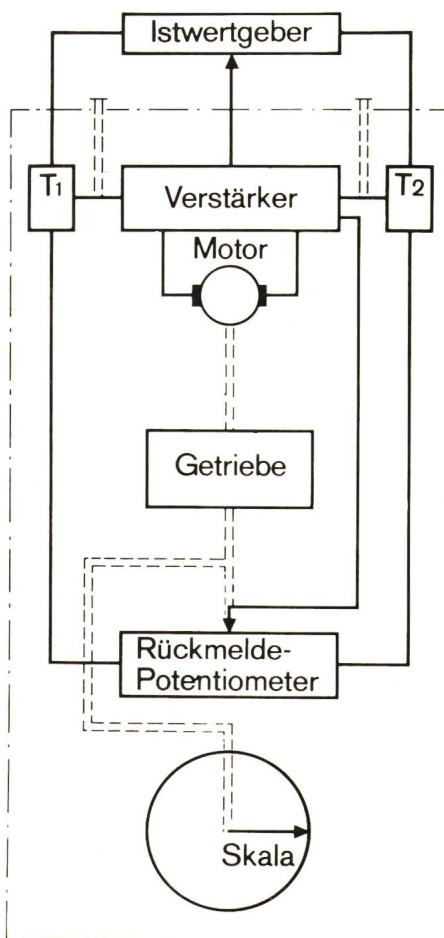 Istwertgeber
T1
Verstärker
T2
Motor
Getriebe
Rückmelde-
Potentiometer
Skala